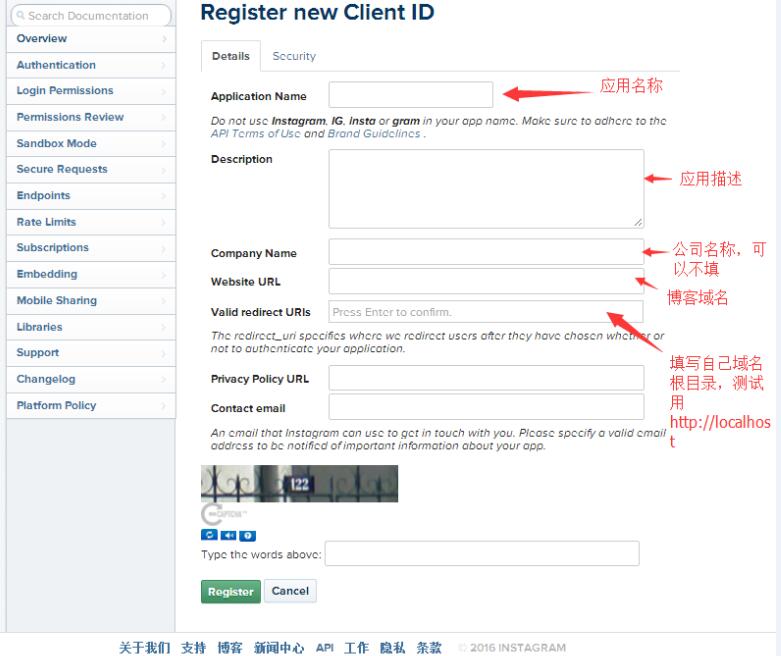 Search Documentation
Overview
Authentication
Login Permissions
Permissions Review
Sandbox Mode
Secure Requests
Endpoints
Rate Limits
Subscriptions
Embedding
Mobile Sharing
Libraries
Support
Changelog
Platform Policy
Register new Client ID
Details
Security
Application Name
应用名称
Do not use Instagram, IG, insta or gram in your app name. Make sure to adhere to the
API Terms of Use and Brand Guidelines .
Description
应用描述
Company Name
公司名称，可
以不填
Website URL
博客域名
Valid redirect URIs
Press Enter to confirm.
The redirect_uri specifies where we redirect users after they have chosen whether or
not to authenticate your application.
填写自己域名
根目录，测试
用
http://localhos
t
Privacy Policy URL
Contact email
An email that Instagram can use to get in touch with you. Please specify a valid email
address to be notified of important information about your app.
122
reCAPTCHA™
Type the words above:
Register
Cancel
关于我们 支持 博客 新闻中心 API 工作 隐私 条款 © 2016 INSTAGRAM